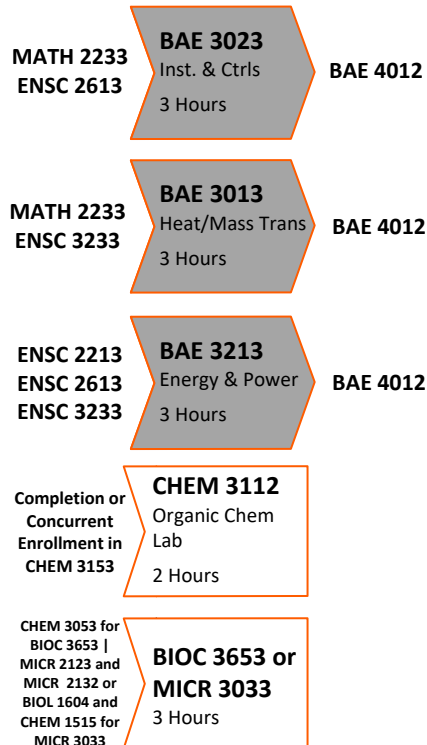 MATH 2233
ENSC 2613
BAE 3023
Inst. & Ctrls
3 Hours
BAE 4012
MATH 2233
ENSC 3233
BAE 3013
Heat/Mass Trans
3 Hours
BAE 4012
ENSC 2213
ENSC 2613
ENSC 3233
BAE 3213
Energy & Power
3 Hours
BAE 4012
Completion or
Concurrent
Enrollment in
CHEM 3153
CHEM 3112
Organic Chem
Lab
2 Hours
CHEM 3053 for
BIOC 3653 |
MICR 2123 and
MICR 2132 or
BIOL 1604 and
CHEM 1515 for
MICR 3033
BIOC 3653 or
MICR 3033
3 Hours